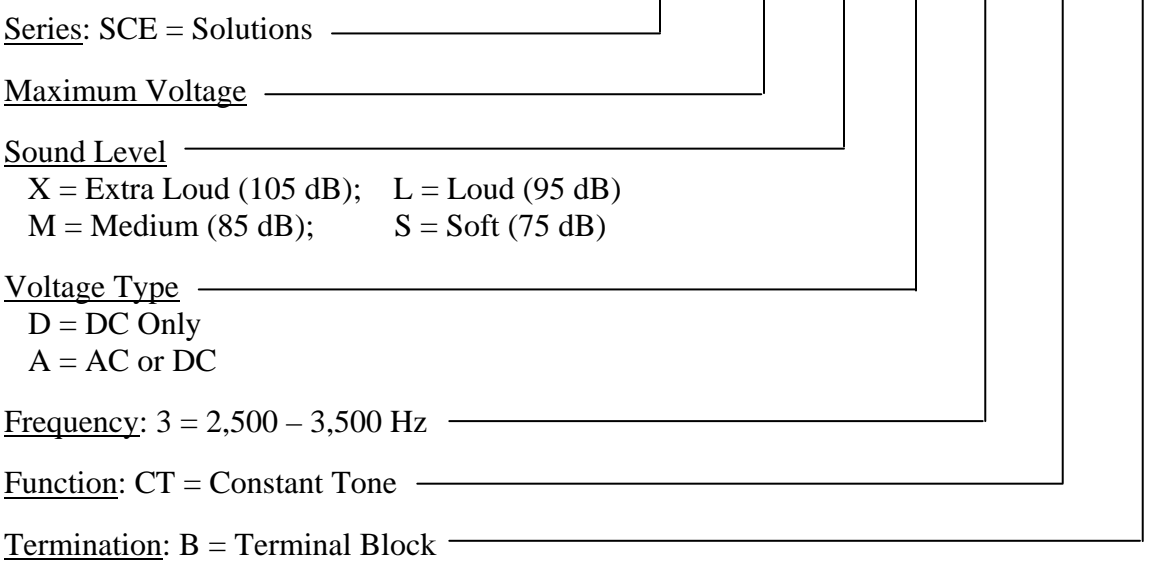 Series: SCE = Solutions
Maximum Voltage
Sound Level
X = Extra Loud (105 dB); L = Loud (95 dB)
M = Medium (85 dB); S = Soft (75 dB)
Voltage Type
D = DC Only
A = AC or DC
Frequency: 3 = 2,500 – 3,500 Hz
Function: CT = Constant Tone
Termination: B = Terminal Block